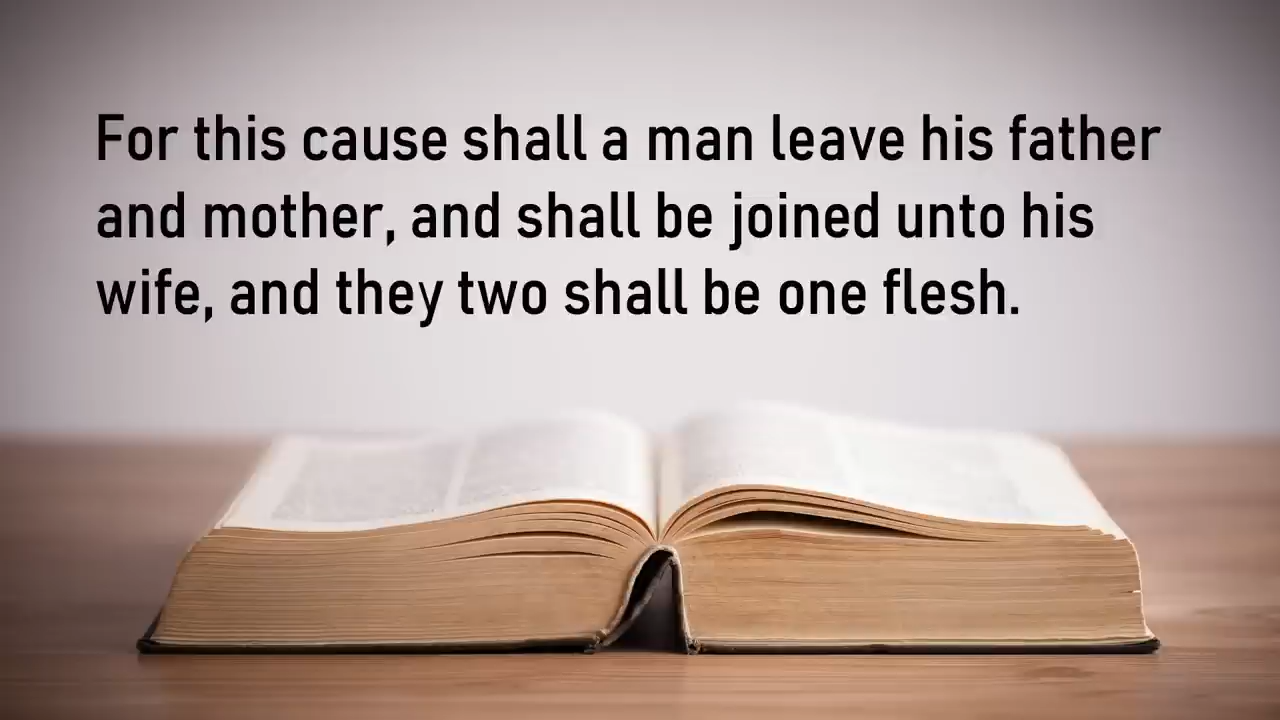 For this cause shall a man leave his father
and mother, and shall be joined unto his
wife, and they two shall be one flesh.